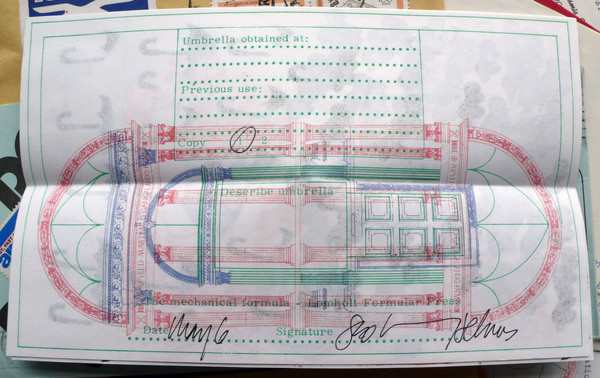 Umbrella obtained at:
Previous use:
Copy 1 2
Describe umbrella
The mechanical formula - Lomholt Formular Press
Date May 6 Signature